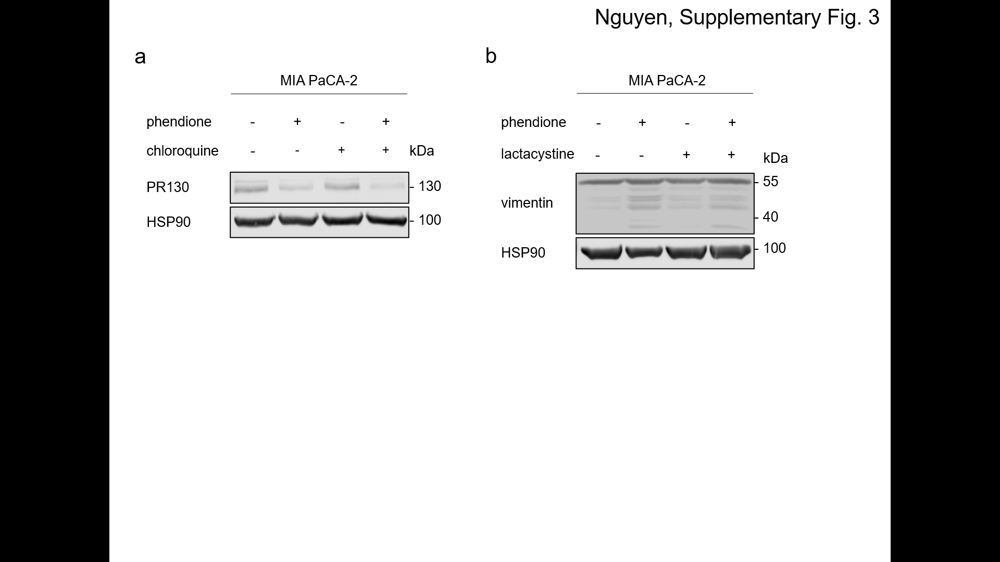 Nguyen, Supplementary Fig. 3
a
MIA PaCA-2
phendione - + - +
chloroquine - - + + kDa
PR130 - 130
HSP90 - 100
b
MIA PaCA-2
phendione - + - +
lactacystine - - + + kDa
- 55
vimentin
- 40
HSP90 - 100